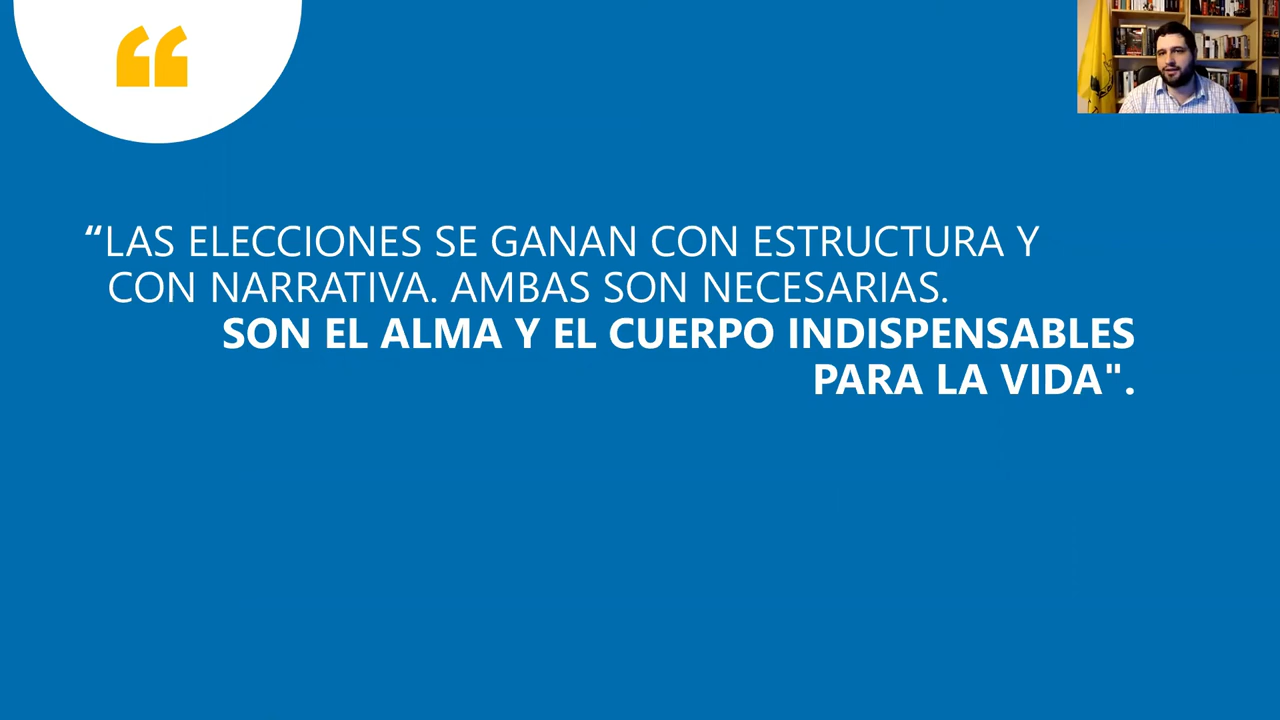 “LAS ELECCIONES SE GANAN CON ESTRUCTURA Y
CON NARRATIVA. AMBAS SON NECESARIAS.
SON EL ALMA Y EL CUERPO INDISPENSABLES
PARA LA VIDA".